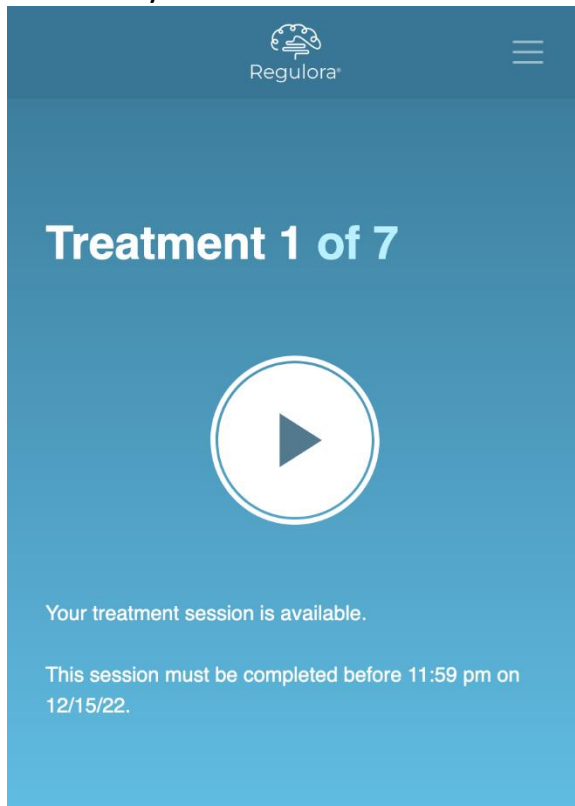 Regulora®
Treatment 1 of 7
Your treatment session is available.
This session must be completed before 11:59 pm on
12/15/22.